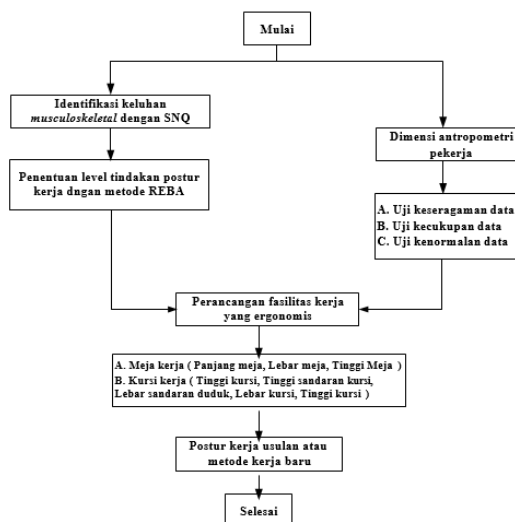 Mulai
Identifikasi keluhan
musculoskeletal dengan SNQ
Penentuan level tindakan postur
kerja dngan metode REBA
Dimensi antropometri
pekerja
A. Uji keseragaman data
B. Uji kecukupan data
C. Uji kenormalan data
Perancangan fasilitas kerja
yang ergonomis
A. Meja kerja ( Panjang meja, Lebar meja, Tinggi Meja )
B. Kursi kerja ( Tinggi kursi, Tinggi sandaran kursi,
Lebar sandaran duduk, Lebar kursi, Tinggi kursi )
Postur kerja usulan atau
metode kerja baru
Selesai